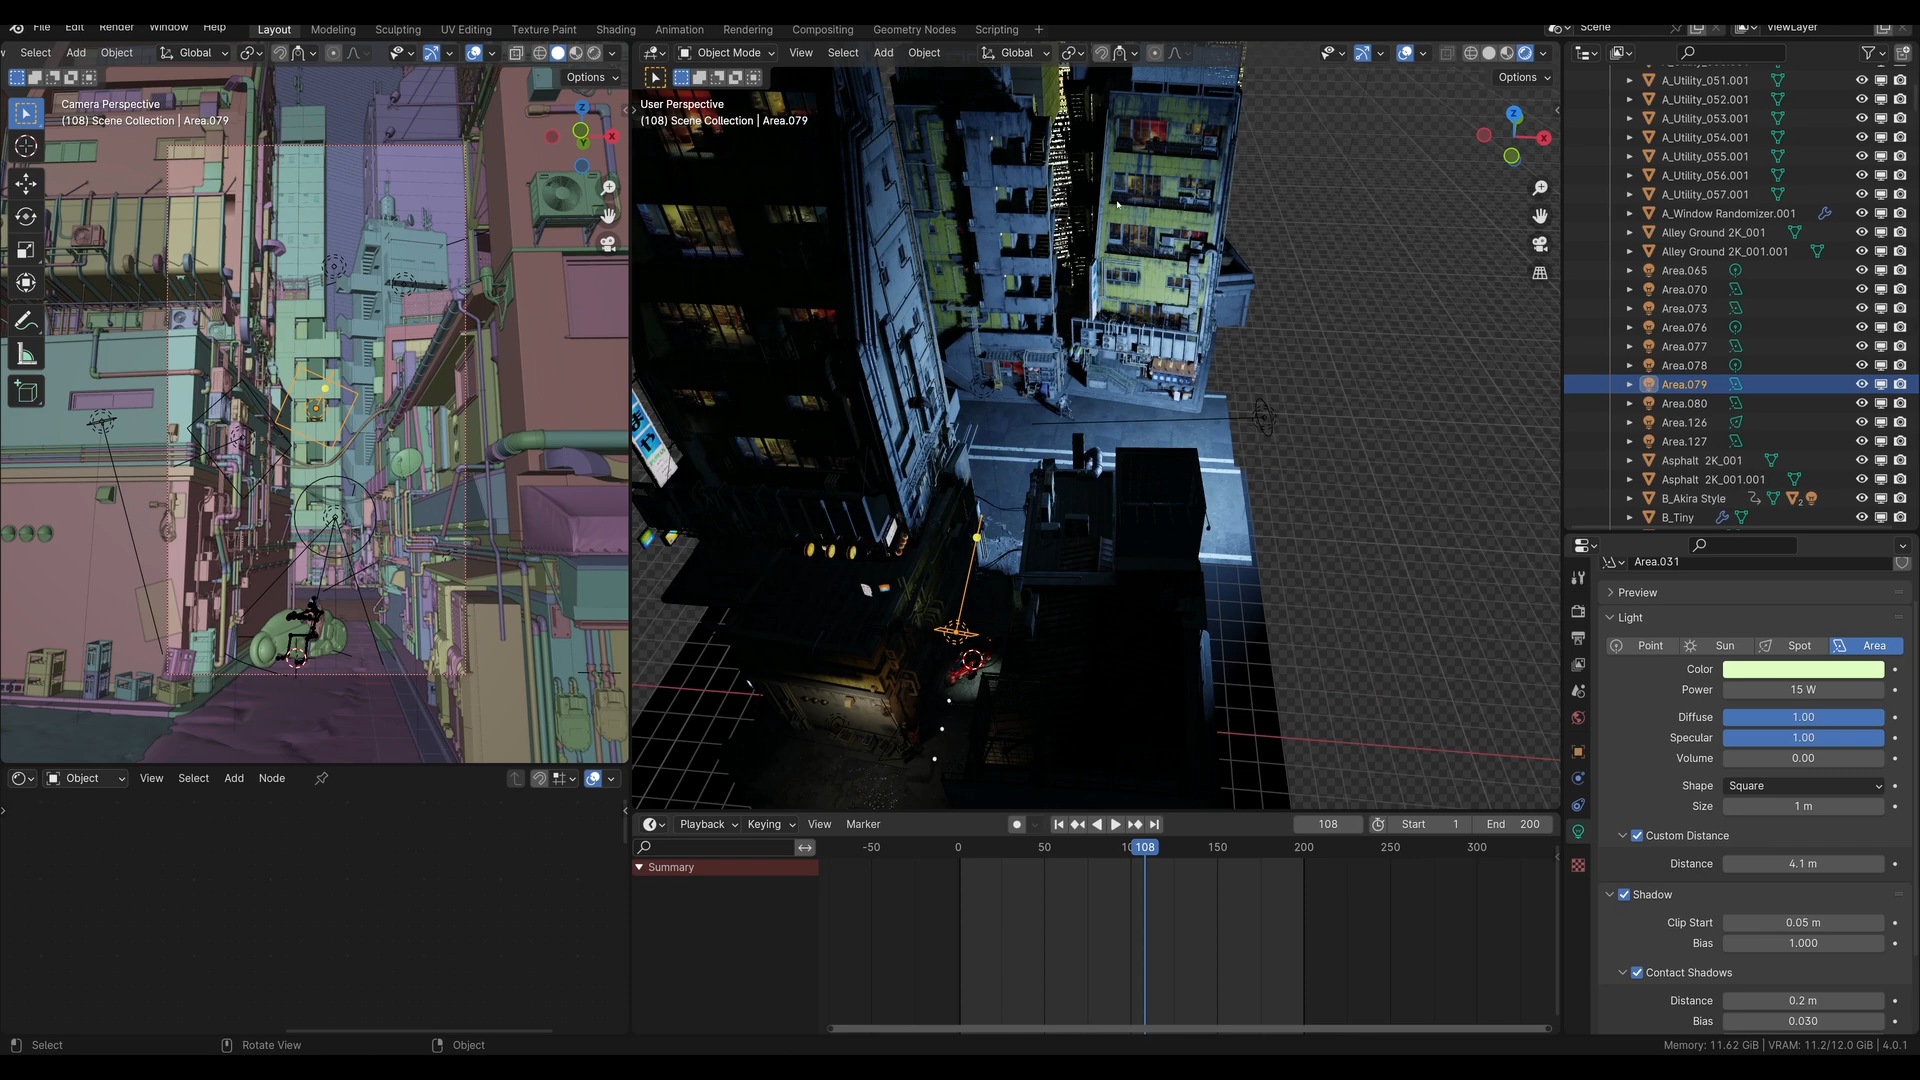 File Edit Render Window Help Layout Modeling Sculpting UV Editing Texture Paint Shading Animation Rendering Compositing Geometry Nodes Scripting + Scene ViewLayer
Select Add Object Global
Options
Camera Perspective
(108) Scene Collection | Area.079
Z
X
Y
Object Mode View Select Add Object Global
Options
User Perspective
(108) Scene Collection | Area.079
Z
X
A_Utility_051.001
A_Utility_052.001
A_Utility_053.001
A_Utility_054.001
A_Utility_055.001
A_Utility_056.001
A_Utility_057.001
A_Window Randomizer.001
Alley Ground 2K_001
Alley Ground 2K_001.001
Area.065
Area.070
Area.073
Area.076
Area.077
Area.078
Area.079
Area.080
Area.126
Area.127
Asphalt 2K_001
Asphalt 2K_001.001
B_Akira Style 2
B_Tiny
Area.031
Preview
Light
Point Sun Spot Area
Color
Power 15 W
Diffuse 1.00
Specular 1.00
Volume 0.00
Shape Square
Size 1 m
Custom Distance
Distance 4.1 m
Shadow
Clip Start 0.05 m
Bias 1.000
Contact Shadows
Distance 0.2 m
Bias 0.030
Object View Select Add Node
Playback Keying View Marker 108 Start 1 End 200
-50 0 50 108 150 200 250 300
Summary
Select Rotate View Object Memory: 11.62 GiB | VRAM: 11.2/12.0 GiB | 4.0.1